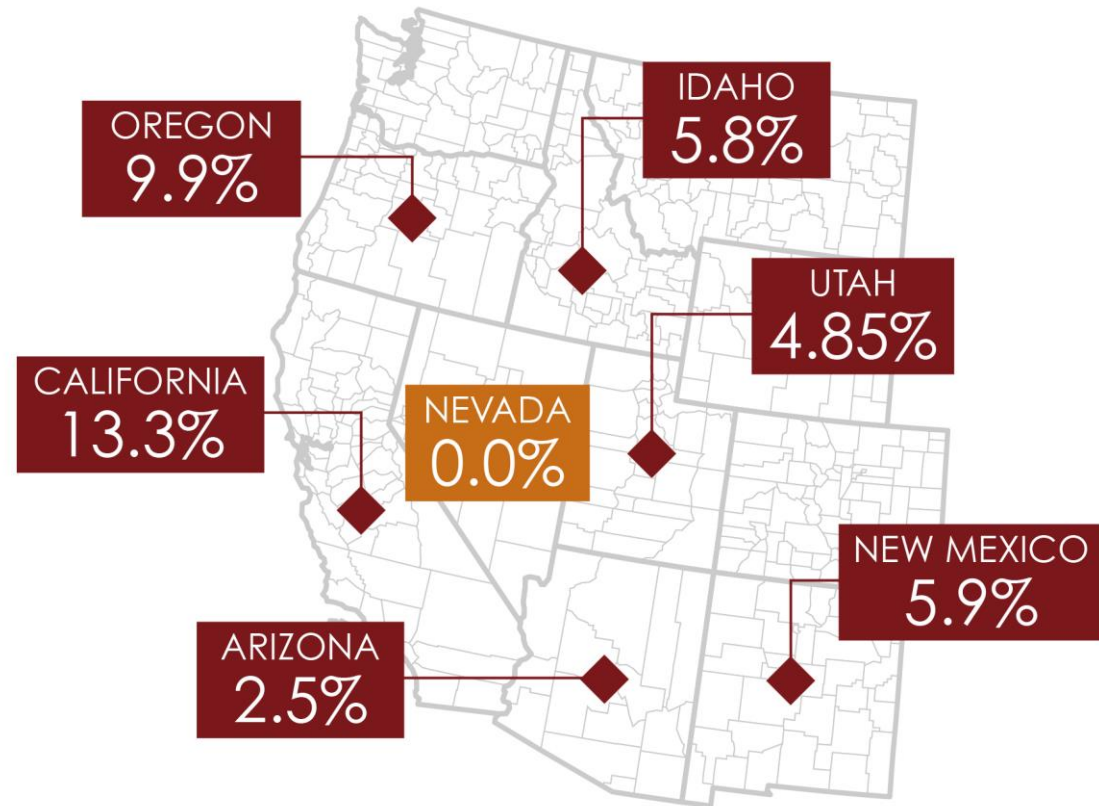 IDAHO
5.8%
OREGON
9.9%
UTAH
4.85%
CALIFORNIA
13.3%
NEVADA
0.0%
NEW MEXICO
5.9%
ARIZONA
2.5%